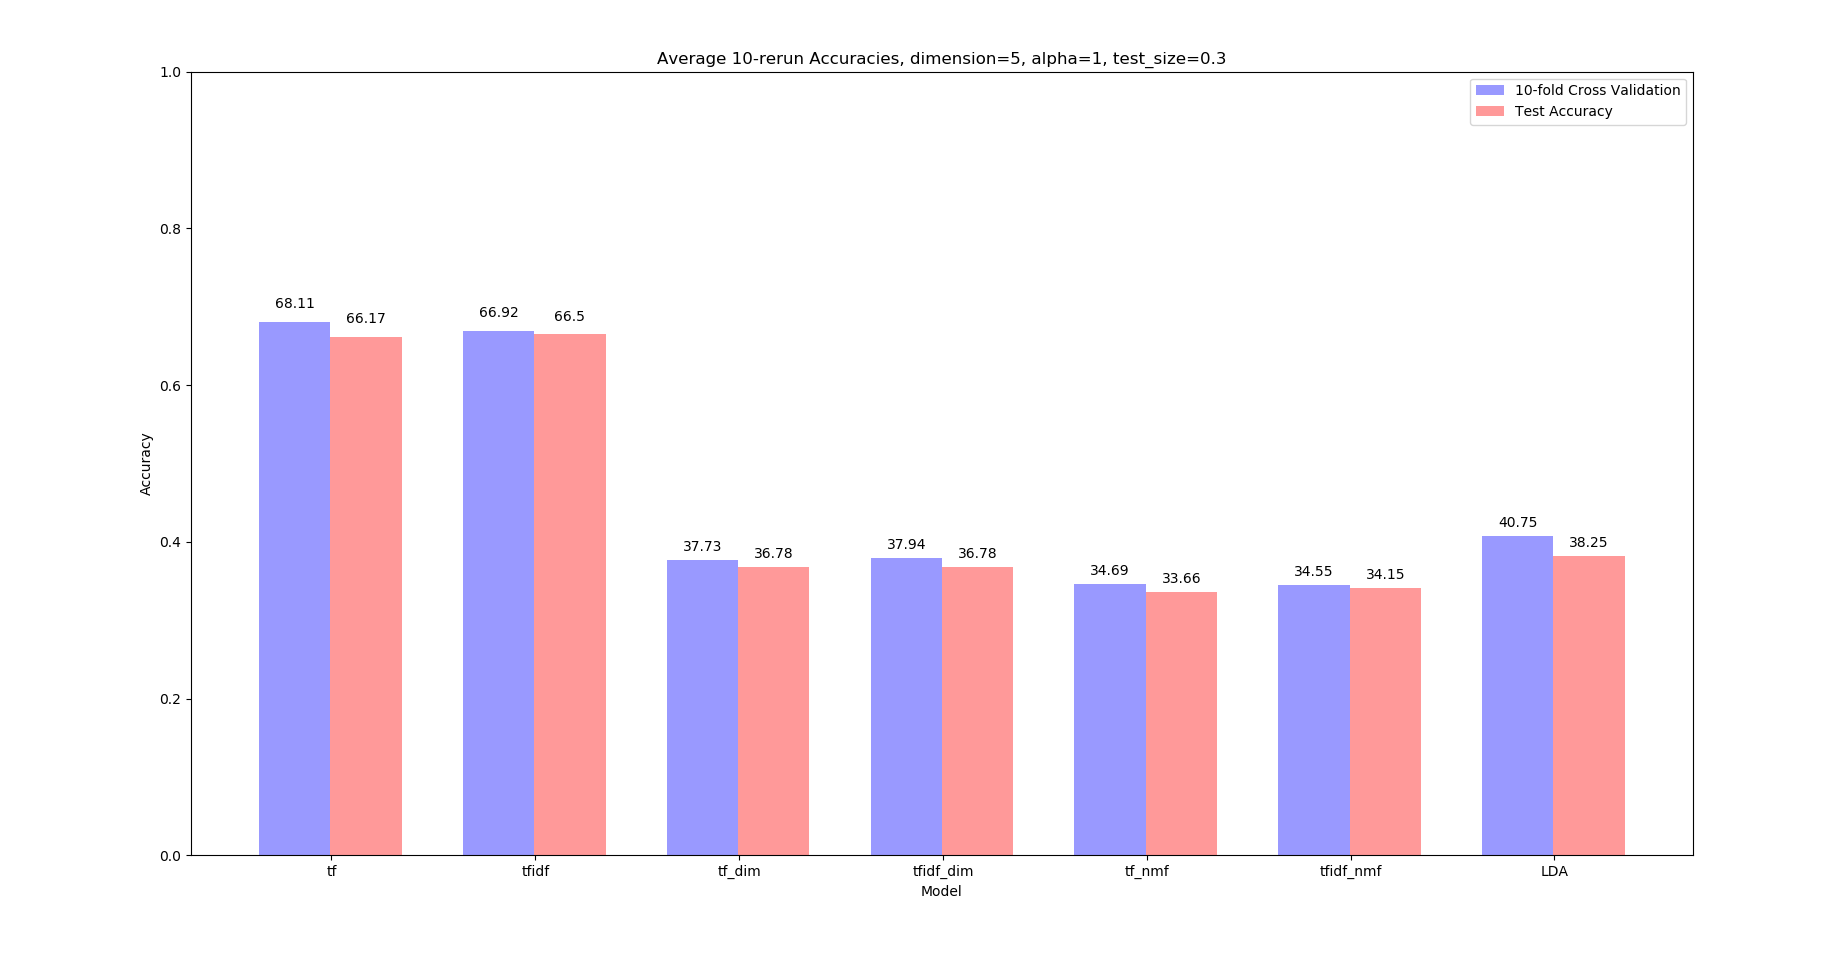 Average 10-rerun Accuracies, dimension=5, alpha=1, test_size=0.3
10-fold Cross Validation
Test Accuracy
1.0
0.8
0.6
0.4
0.2
0.0
Accuracy
68.11
66.17
66.92
66.5
37.73
36.78
37.94
36.78
34.69
33.66
34.55
34.15
40.75
38.25
tf
tfidf
tf_dim
tfidf_dim
tf_nmf
tfidf_nmf
LDA
Model